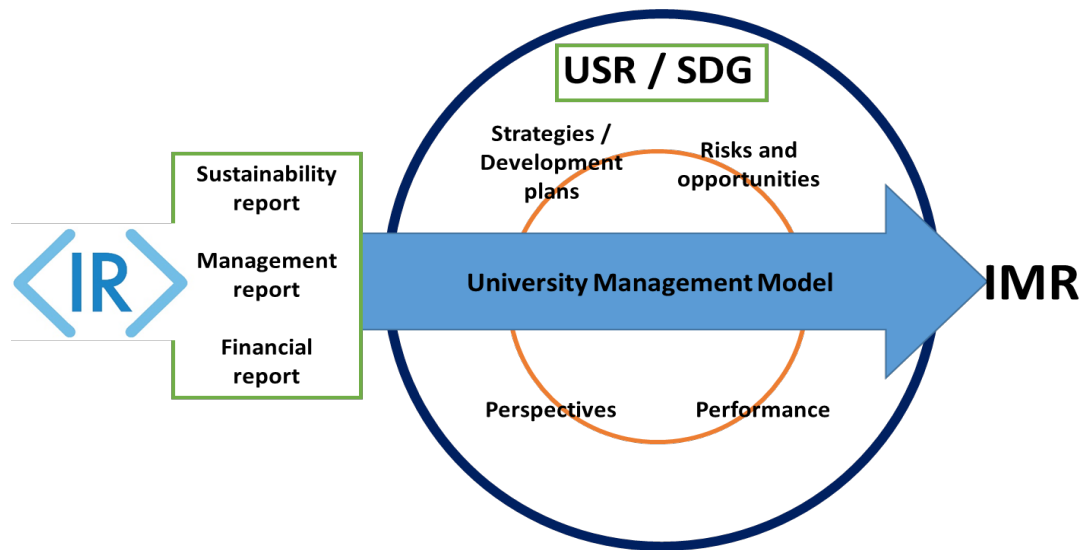 USR / SDG
Strategies /
Development
plans
Risks and
opportunities
Sustainability
report
<IR>
Management
report
University Management Model
IMR
Financial
report
Perspectives
Performance